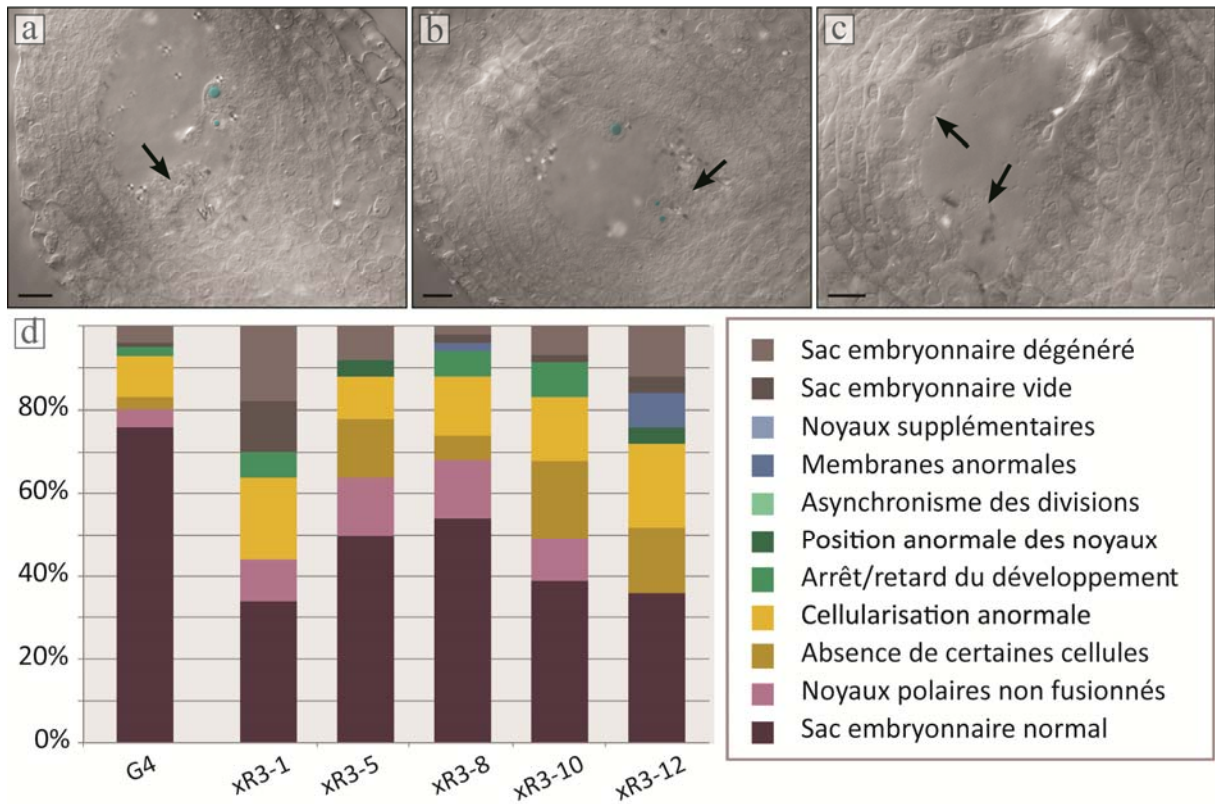 a
b
c
d
80%
60%
40%
20%
0%
G4
xR3-1
xR3-5
xR3-8
xR3-10
xR3-12
Sac embryonnaire dégénéré
Sac embryonnaire vide
Noyaux supplémentaires
Membranes anormales
Asynchronisme des divisions
Position anormale des noyaux
Arrêt/retard du développement
Cellularisation anormale
Absence de certaines cellules
Noyaux polaires non fusionnés
Sac embryonnaire normal